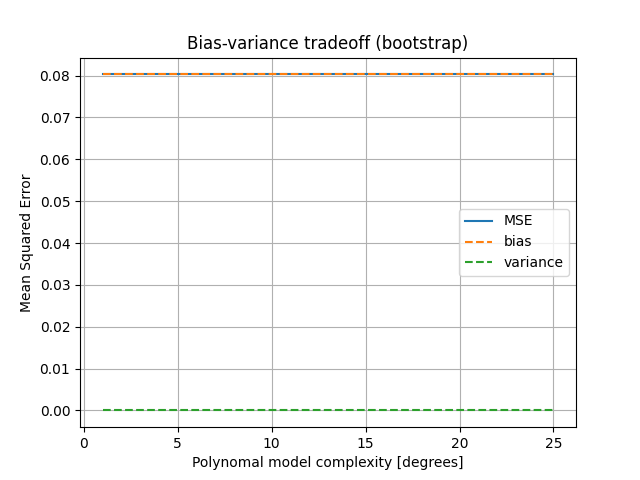 Bias-variance tradeoff (bootstrap)
Mean Squared Error
0.08
0.07
0.06
0.05
0.04
0.03
0.02
0.01
0.00
MSE
bias
variance
0 5 10 15 20 25
Polynomal model complexity [degrees]